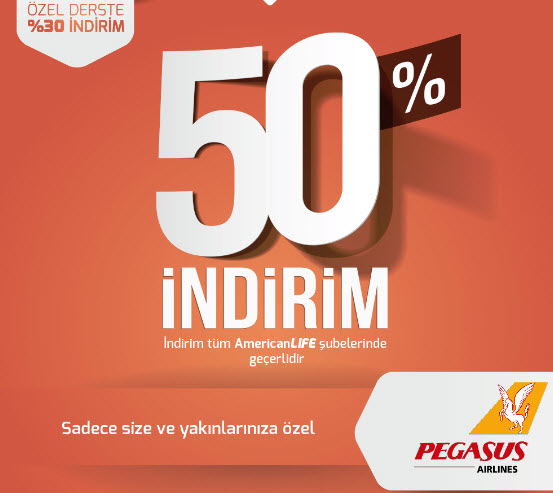 ÖZEL DERSTE
%30 İNDİRİM
50%
İNDİRİM
İndirim tüm AmericanLIFE şubelerinde
geçerlidir
Sadece size ve yakınlarınıza özel
PEGASUS
AIRLINES